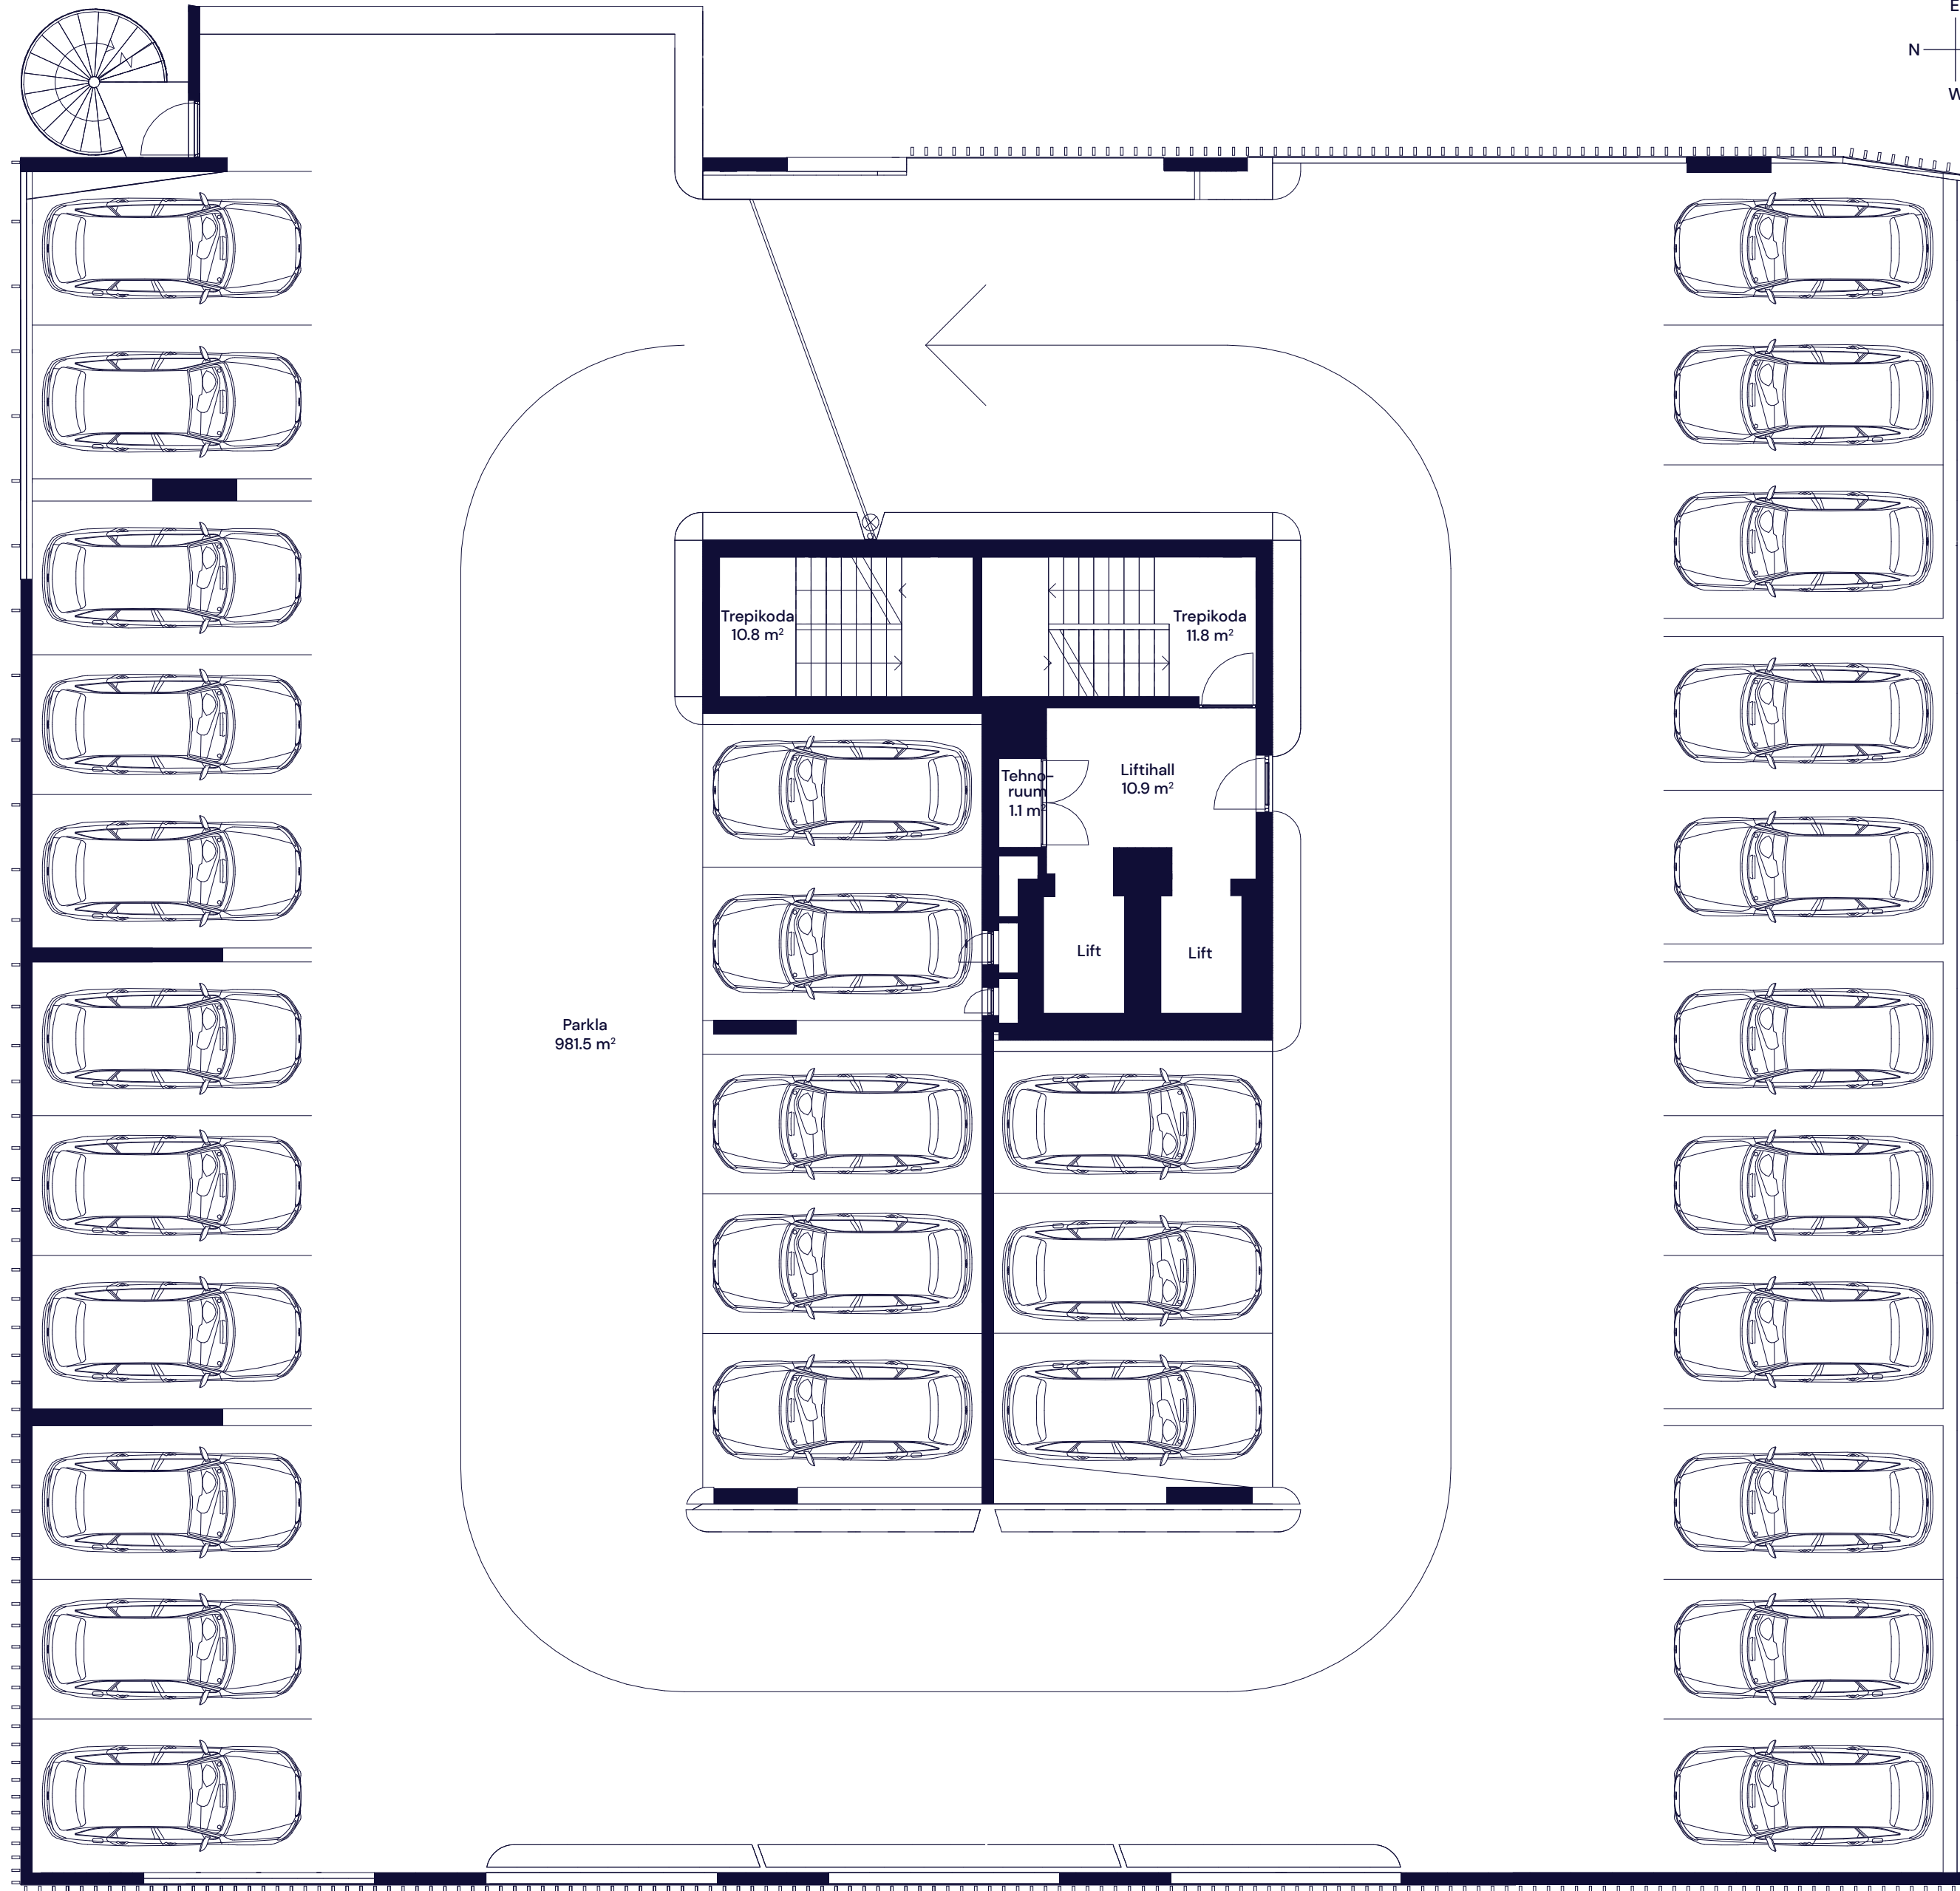 E
N
W
Trepikoda
10.8 m²
Trepikoda
11.8 m²
Tehno-
ruum
1.1 m²
Liftihall
10.9 m²
Lift
Lift
Parkla
981.5 m²